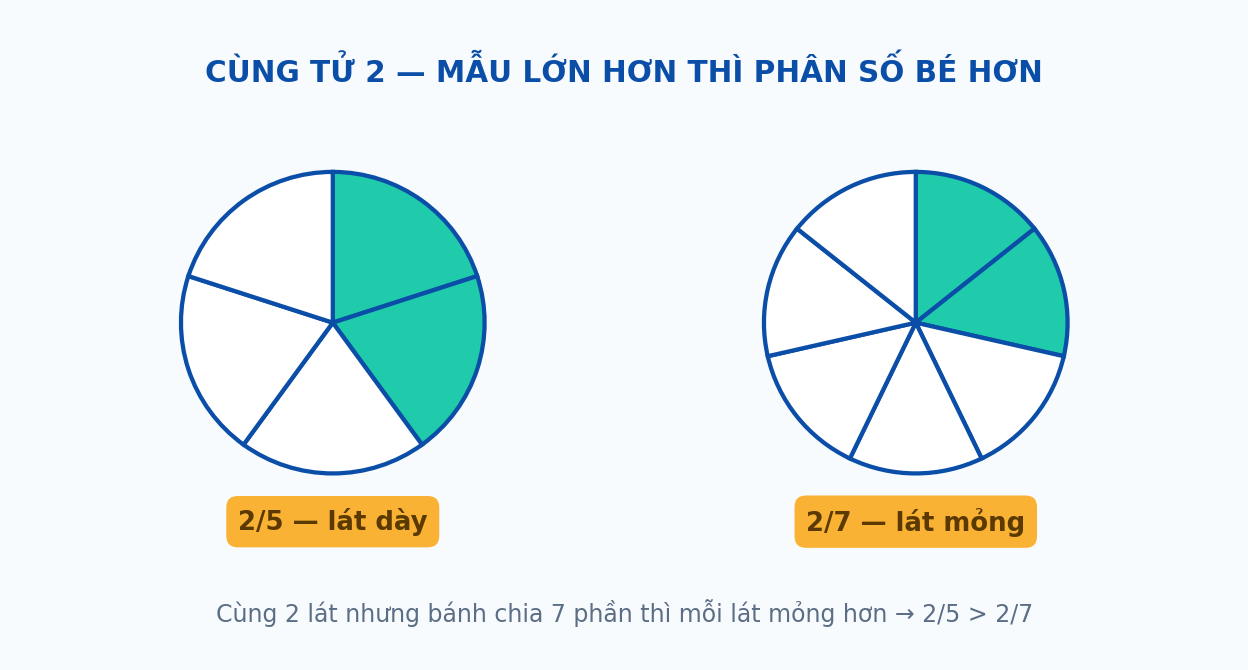 CÙNG TỬ 2 — MẪU LỚN HƠN THÌ PHÂN SỐ BÉ HƠN
2/5 — lát dày
2/7 — lát mỏng
Cùng 2 lát nhưng bánh chia 7 phần thì mỗi lát mỏng hơn → 2/5 > 2/7